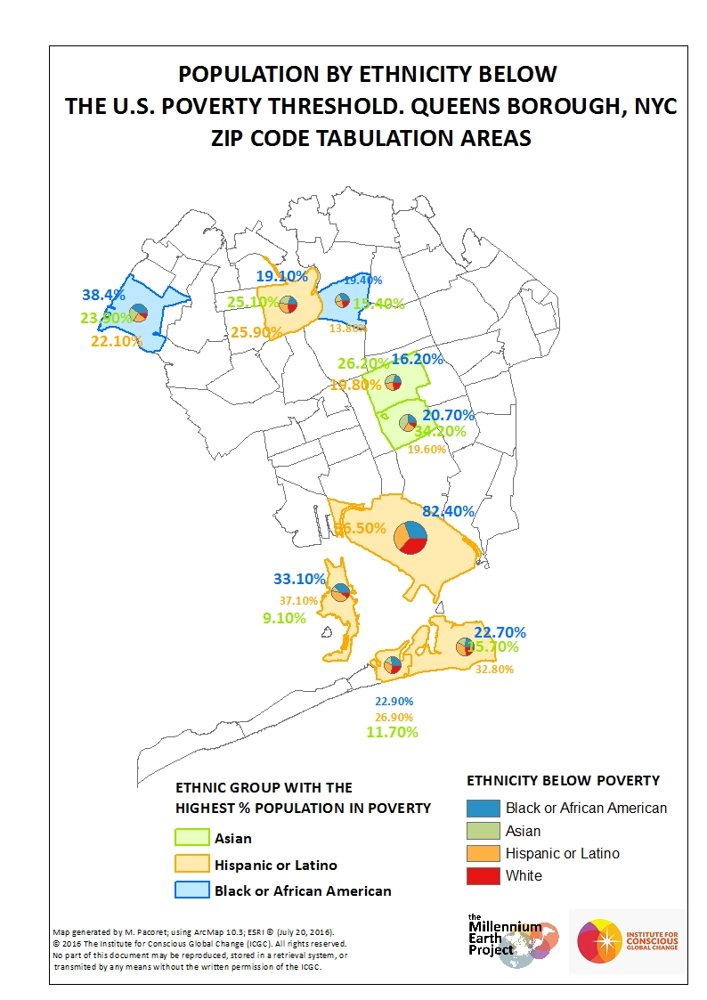 POPULATION BY ETHNICITY BELOW
THE U.S. POVERTY THRESHOLD. QUEENS BOROUGH, NYC
ZIP CODE TABULATION AREAS
19.10%
19.40%
38.4%
25.10%
15.40%
23.90%
25.90%
13.80%
22.10%
26.20%
16.20%
19.80%
20.70%
34.20%
19.60%
82.40%
6.50%
33.10%
37.10%
9.10%
22.70%
15.70%
32.80%
22.90%
26.90%
11.70%
ETHNIC GROUP WITH THE
HIGHEST % POPULATION IN POVERTY
Asian
Hispanic or Latino
Black or African American
ETHNICITY BELOW POVERTY
Black or African American
Asian
Hispanic or Latino
White
Map generated by M. Pacoret; using ArcMap 10.3; ESRI © (July 20, 2016).
© 2016 The Institute for Conscious Global Change (ICGC). All rights reserved.
No part of this document may be reproduced, stored in a retrieval system, or
transmited by any means without the written permission of the ICGC.
the
Millennium
Earth
Project
INSTITUTE FOR
CONSCIOUS
GLOBAL CHANGE